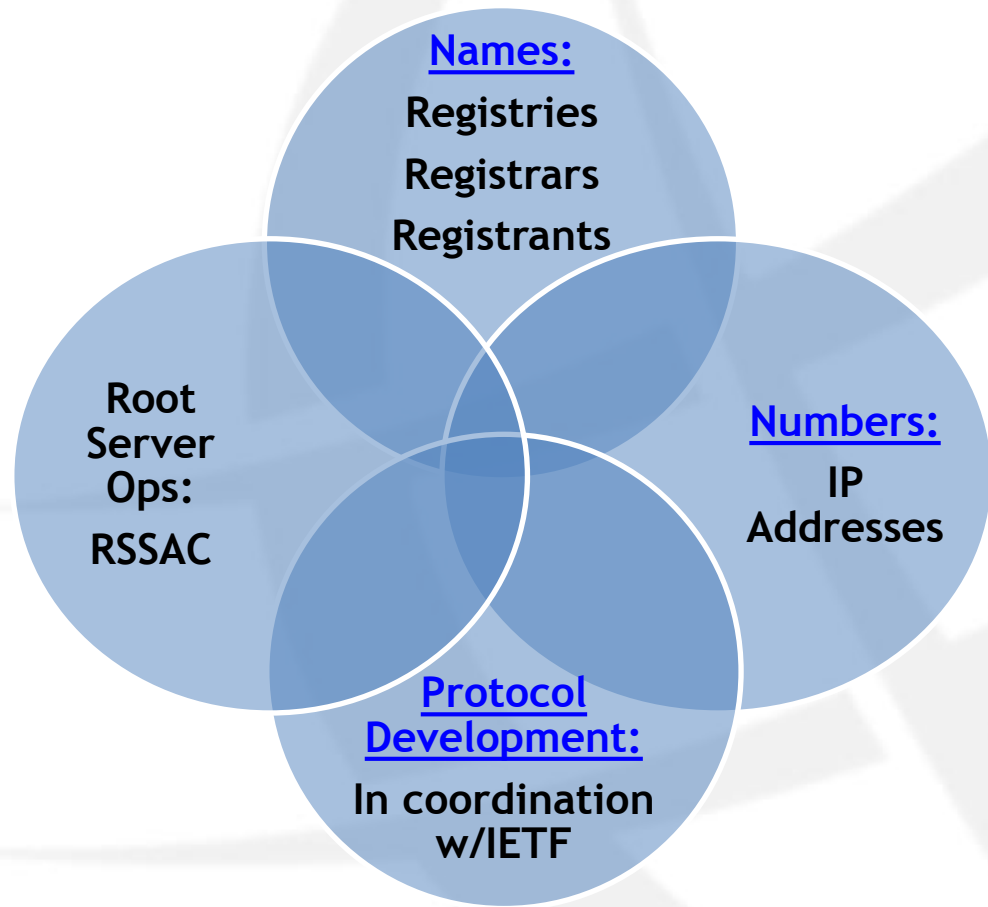 Names:
Registries
Registrars
Registrants
Root
Server
Ops:
RSSAC
Numbers:
IP
Addresses
Protocol
Development:
In coordination
w/IETF